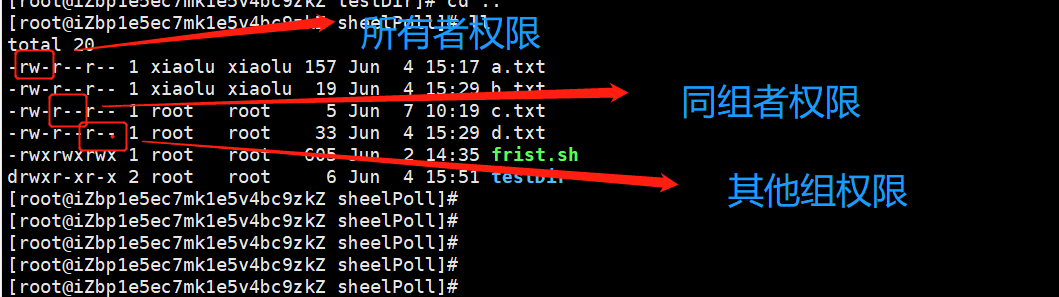 [root@iZbp1e5ec7mk1e5v4bc9zkZ testDir]# cd ..
[root@iZbp1e5ec7mk1e5v4bc9zkZ sheelPoll]# ll
所有者权限
total 20
-rw-r--r-- 1 xiaolu xiaolu 157 Jun 4 15:17 a.txt
-rw-r--r-- 1 xiaolu xiaolu 19 Jun 4 15:29 b.txt
-rw-r--r-- 1 root root 5 Jun 7 10:19 c.txt
同组者权限
-rw-r--r-- 1 root root 33 Jun 4 15:29 d.txt
-rwxrwxrwx 1 root root 605 Jun 2 14:35 frist.sh
drwxr-xr-x 2 root root 6 Jun 4 15:51 testDir
其他组权限
[root@iZbp1e5ec7mk1e5v4bc9zkZ sheelPoll]#
[root@iZbp1e5ec7mk1e5v4bc9zkZ sheelPoll]#
[root@iZbp1e5ec7mk1e5v4bc9zkZ sheelPoll]#
[root@iZbp1e5ec7mk1e5v4bc9zkZ sheelPoll]#